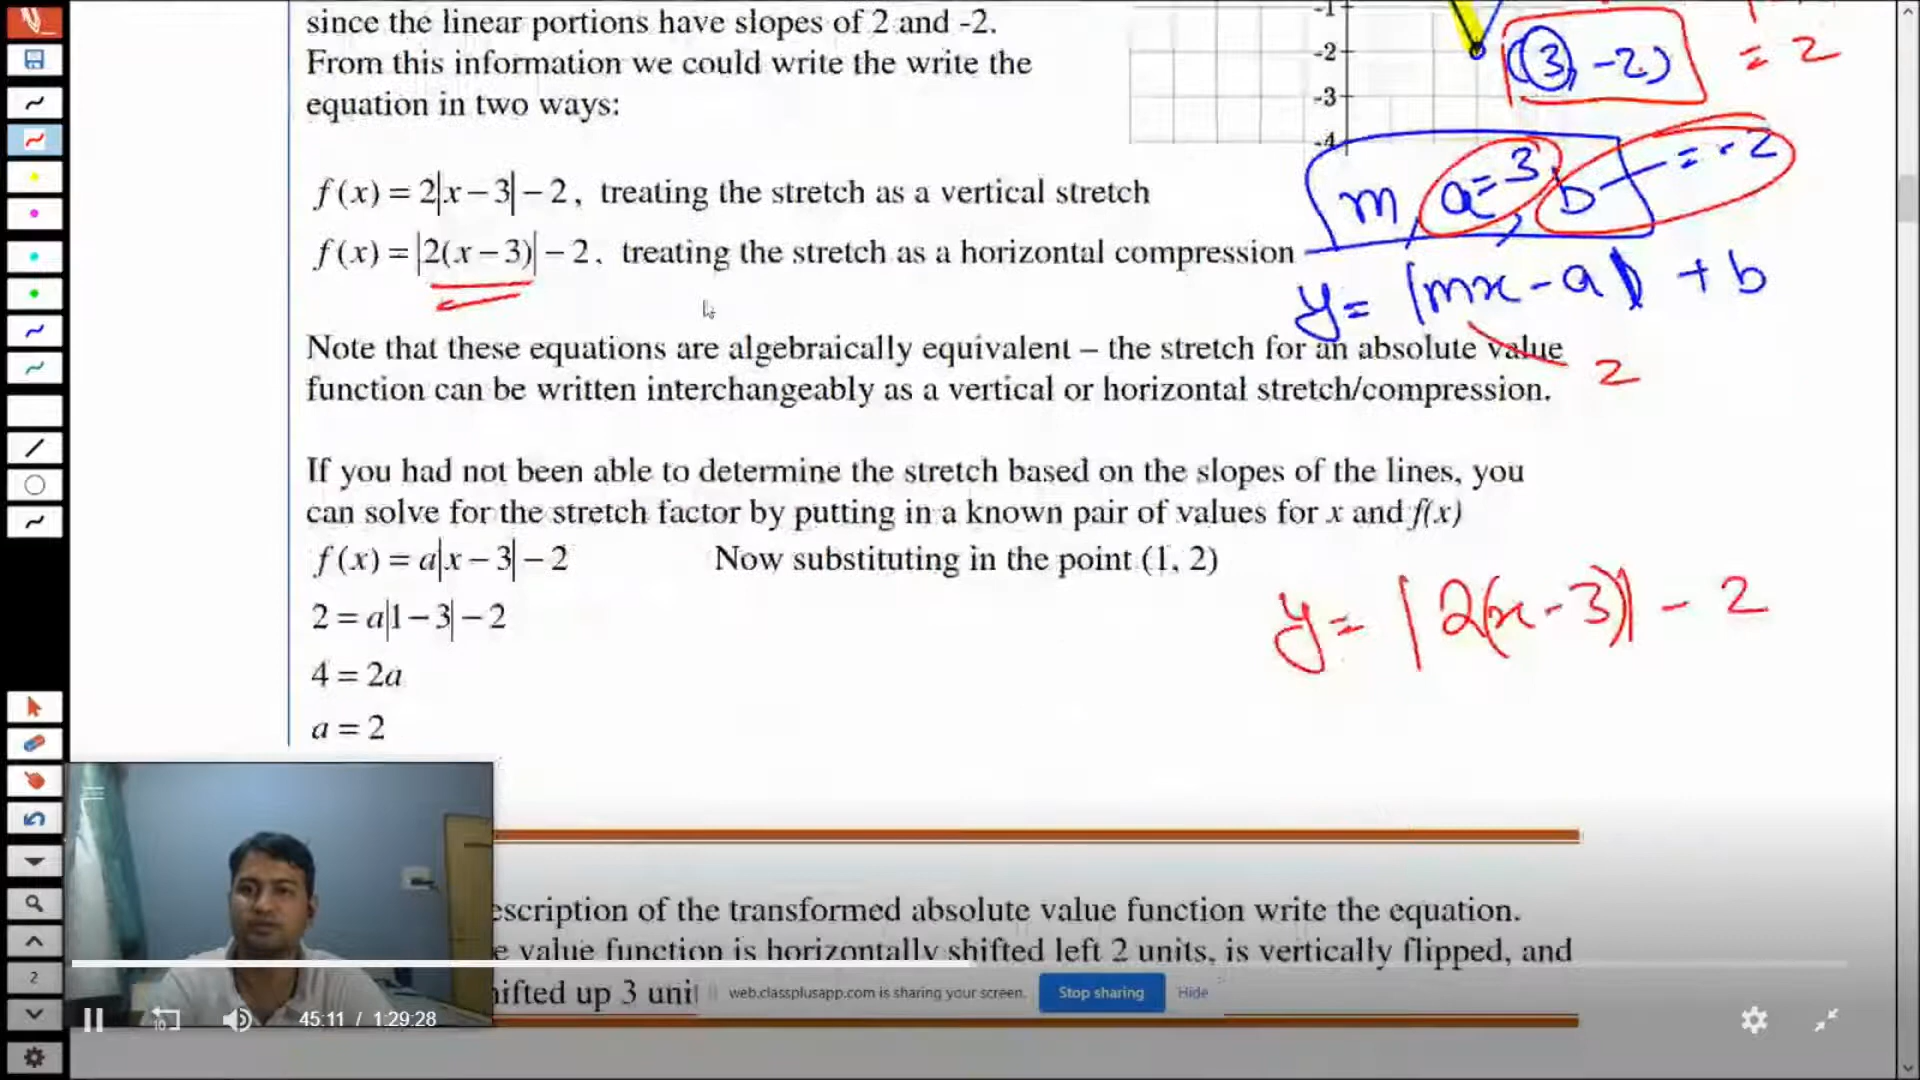 since the linear portions have slopes of 2 and -2.
From this information we could write the write the
equation in two ways:
f(x) = 2|x − 3| − 2, treating the stretch as a vertical stretch
f(x) = |2(x − 3)| − 2, treating the stretch as a horizontal compression
Note that these equations are algebraically equivalent – the stretch for an absolute value
function can be written interchangeably as a vertical or horizontal stretch/compression.
If you had not been able to determine the stretch based on the slopes of the lines, you
can solve for the stretch factor by putting in a known pair of values for x and f(x)
f(x) = a|x − 3| − 2 Now substituting in the point (1, 2)
2 = a|1 − 3| − 2
4 = 2a
a = 2
-1
-2
-3
-4
(3, -2)
= 2
m, a = 3, b = -2
y = |mx - a| + b
2
y = |2(x - 3)| - 2
escription of the transformed absolute value function write the equation.
e value function is horizontally shifted left 2 units, is vertically flipped, and
ifted up 3 uni
web.classplusapp.com is sharing your screen.
Stop sharing
Hide
10
45:11 / 1:29:28
2